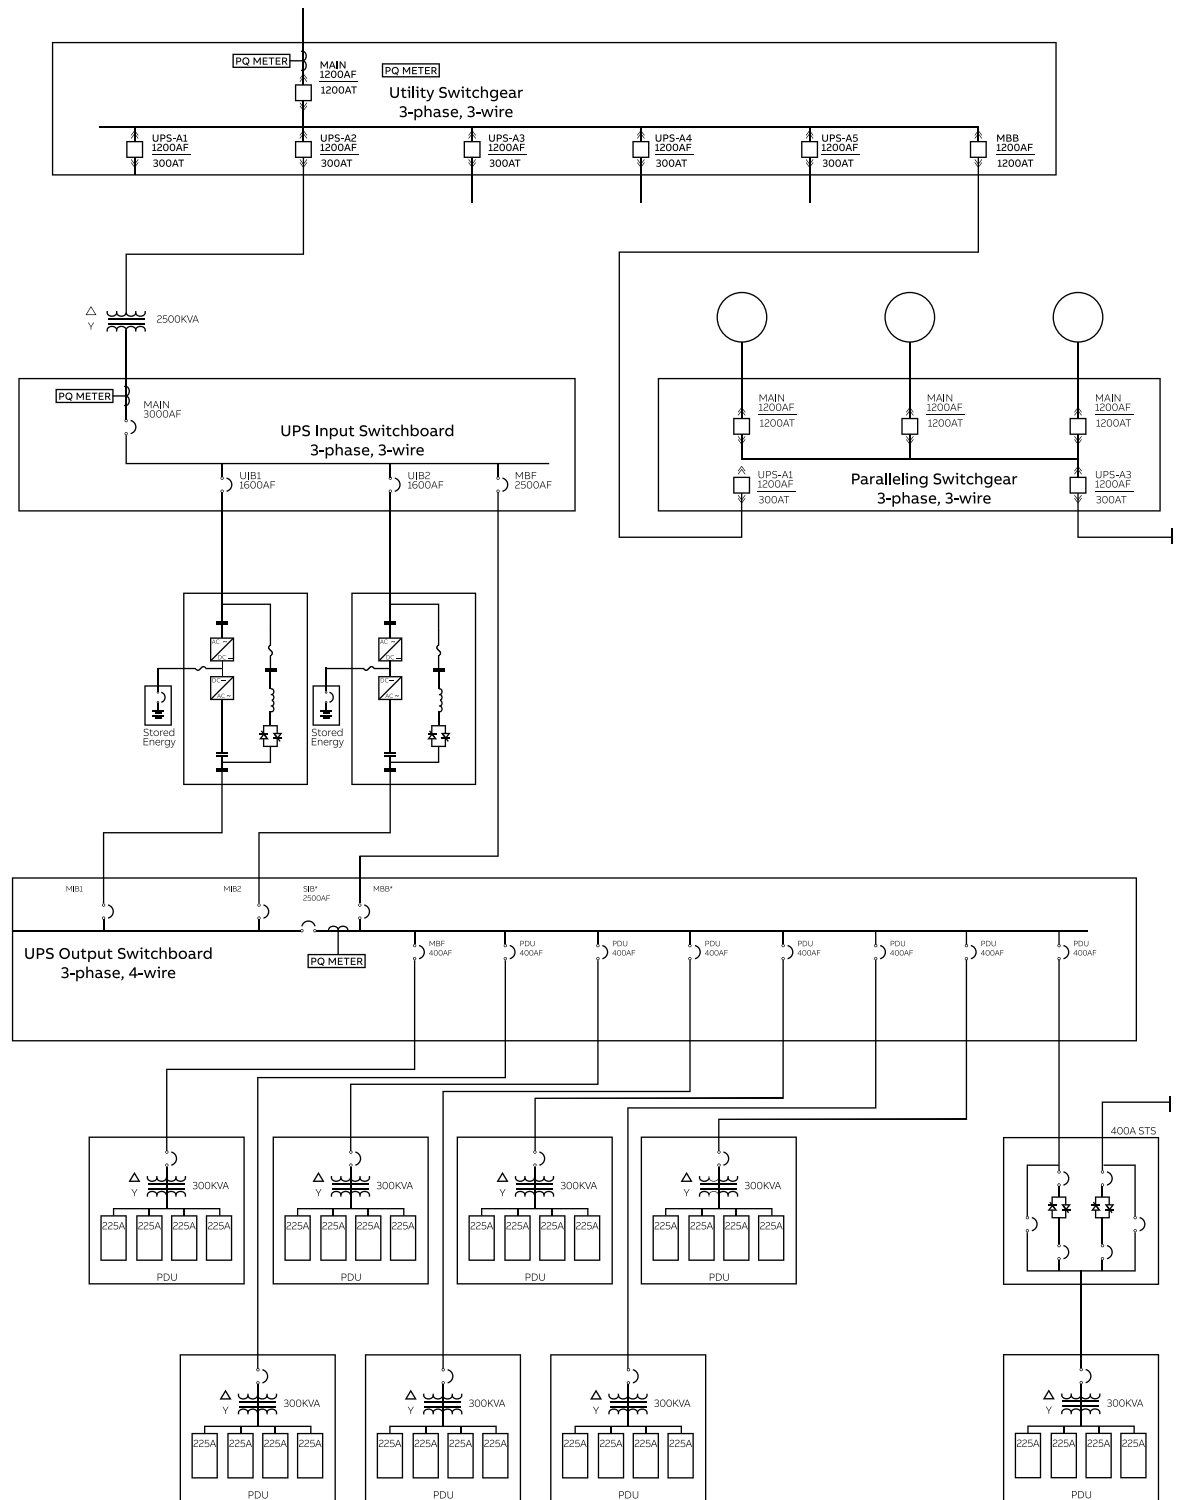 PQ METER
MAIN
1200AF
1200AT
PQ METER
Utility Switchgear
3-phase, 3-wire
UPS-A1
1200AF
300AT
UPS-A2
1200AF
300AT
UPS-A3
1200AF
300AT
UPS-A4
1200AF
300AT
UPS-A5
1200AF
300AT
MBB
1200AF
1200AT
△
Y
2500KVA
PQ METER
MAIN
3000AF
UPS Input Switchboard
3-phase, 3-wire
UIB1
1600AF
UIB2
1600AF
MBF
2500AF
MAIN
1200AF
1200AT
MAIN
1200AF
1200AT
MAIN
1200AF
1200AT
UPS-A1
1200AF
300AT
Paralleling Switchgear
3-phase, 3-wire
UPS-A3
1200AF
300AT
AC ~
DC
DC
AC ~
Stored
Energy
AC ~
DC
DC
AC ~
Stored
Energy
MIB1
MIB2
SIB*
2500AF
MBB*
UPS Output Switchboard
3-phase, 4-wire
PQ METER
MBF
400AF
PDU
400AF
PDU
400AF
PDU
400AF
PDU
400AF
PDU
400AF
PDU
400AF
PDU
400AF
400A STS
△
Y
300KVA
225A 225A 225A 225A
PDU
△
Y
300KVA
225A 225A 225A 225A
PDU
△
Y
300KVA
225A 225A 225A 225A
PDU
△
Y
300KVA
225A 225A 225A 225A
PDU
△
Y
300KVA
225A 225A 225A 225A
PDU
△
Y
300KVA
225A 225A 225A 225A
PDU
△
Y
300KVA
225A 225A 225A 225A
PDU
△
Y
300KVA
225A 225A 225A 225A
PDU